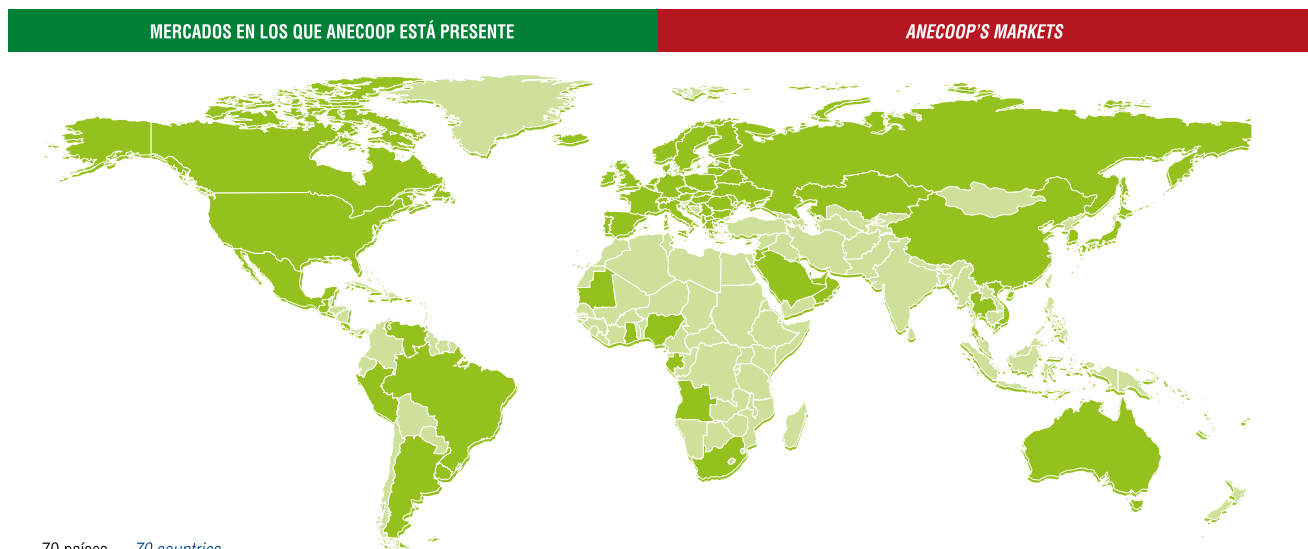 MERCADOS EN LOS QUE ANECOOP ESTÁ PRESENTE
ANECOOP'S MARKETS
70 países 70 countries